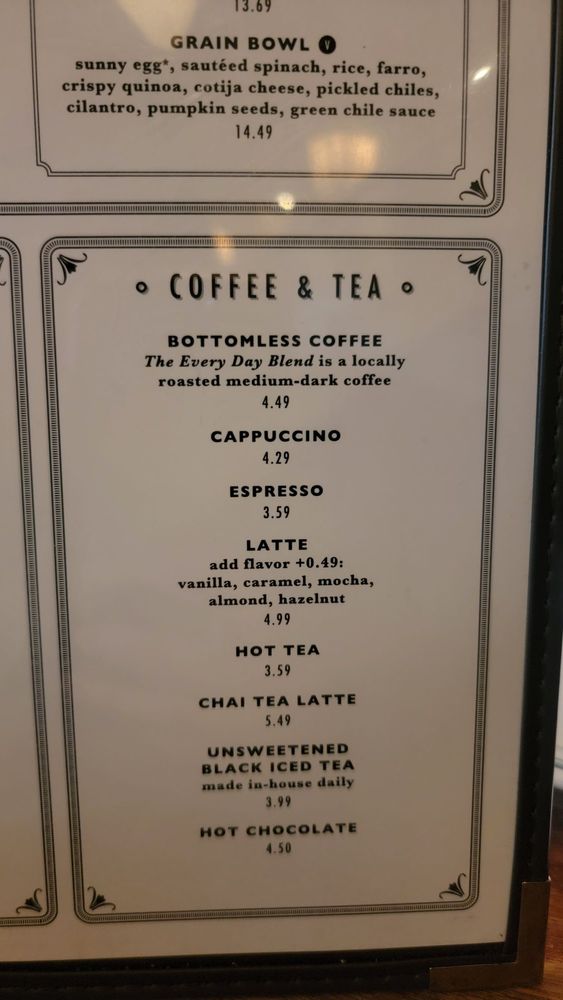 13.69
GRAIN BOWL V
sunny egg*, sautéed spinach, rice, farro,
crispy quinoa, cotija cheese, pickled chiles,
cilantro, pumpkin seeds, green chile sauce
14.49
COFFEE & TEA
BOTTOMLESS COFFEE
The Every Day Blend is a locally
roasted medium-dark coffee
4.49
CAPPUCCINO
4.29
ESPRESSO
3.59
LATTE
add flavor +0.49:
vanilla, caramel, mocha,
almond, hazelnut
4.99
HOT TEA
3.59
CHAI TEA LATTE
5.49
UNSWEETENED
BLACK ICED TEA
made in-house daily
3.99
HOT CHOCOLATE
4.50